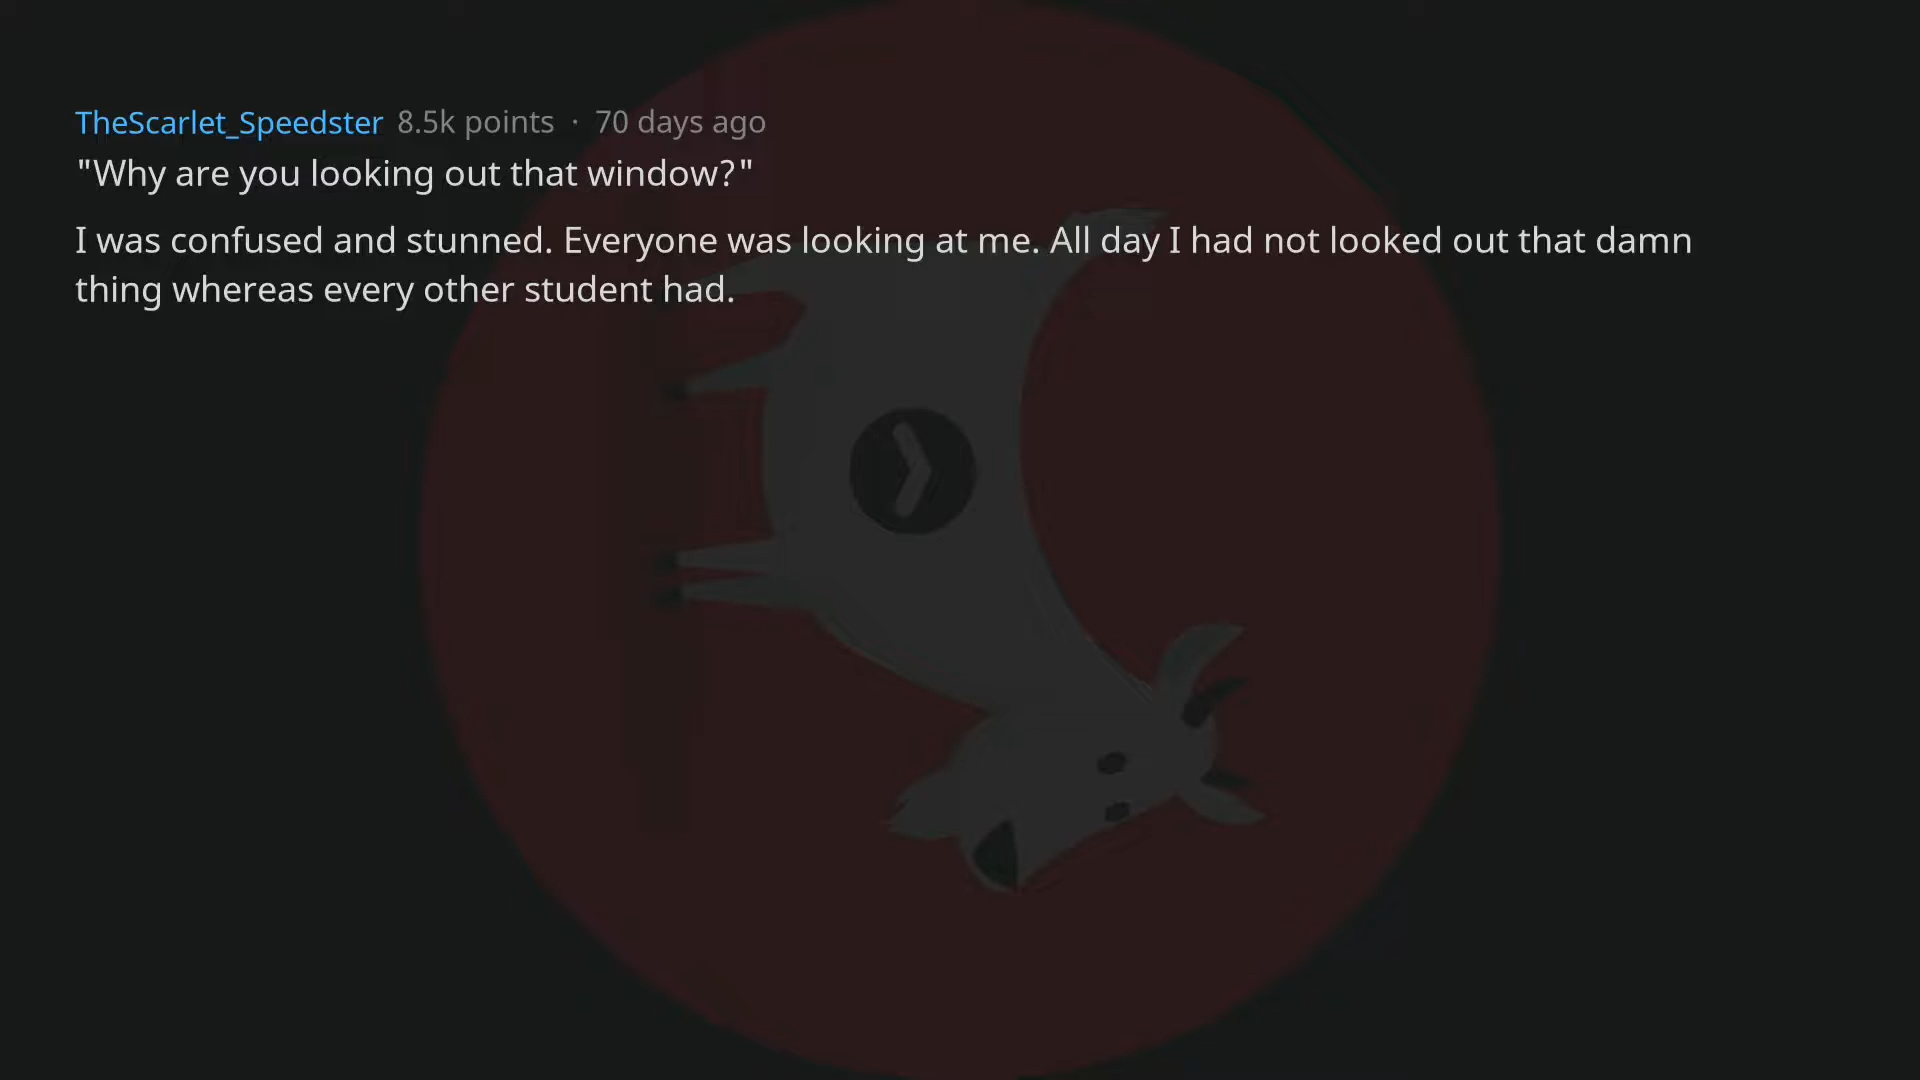 TheScarlet_Speedster 8.5k points · 70 days ago
"Why are you looking out that window?"
I was confused and stunned. Everyone was looking at me. All day I had not looked out that damn
thing whereas every other student had.